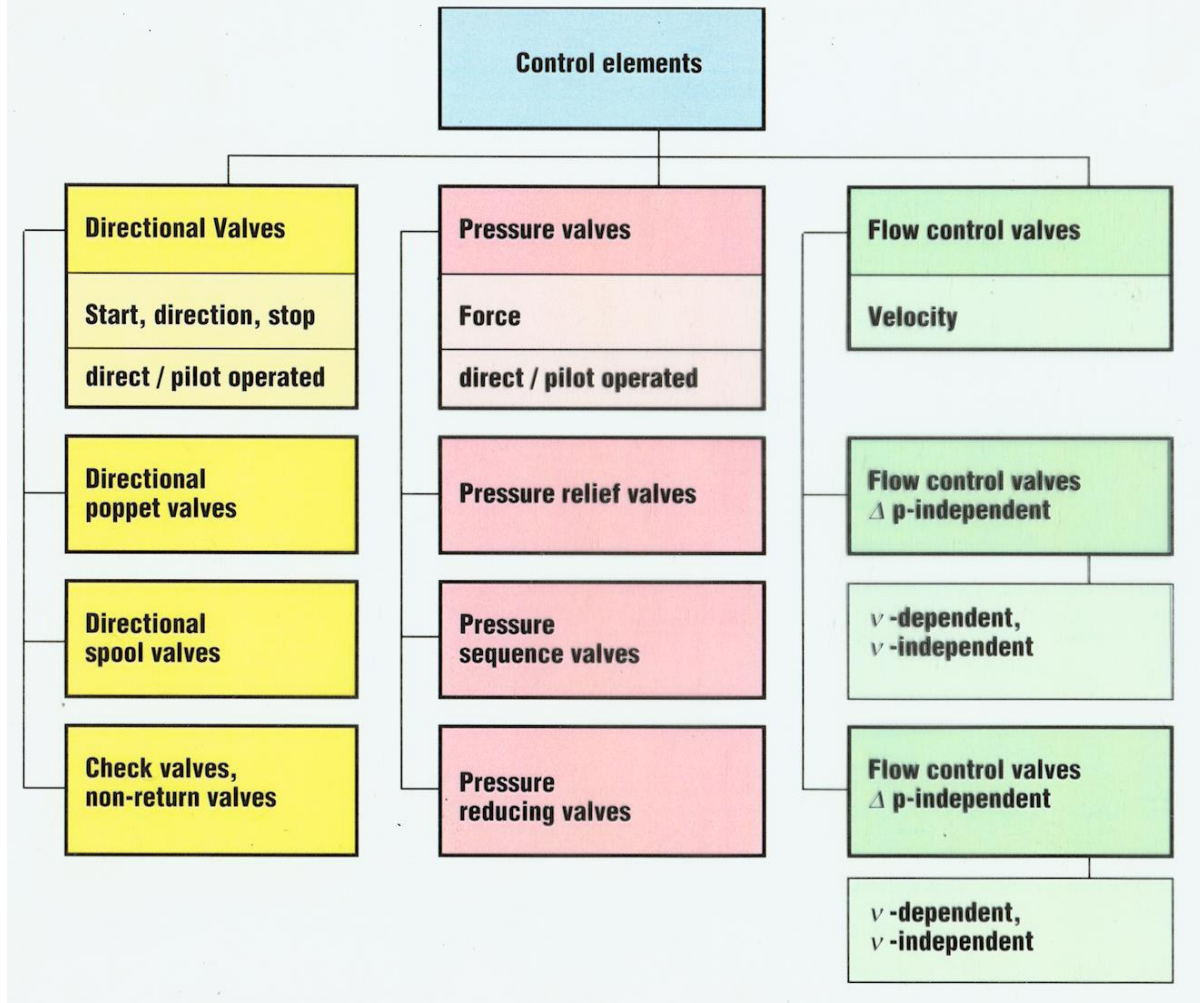 Control elements
Directional Valves
Start, direction, stop
direct / pilot operated
Directional
poppet valves
Directional
spool valves
Check valves,
non-return valves
Pressure valves
Force
direct / pilot operated
Pressure relief valves
Pressure
sequence valves
Pressure
reducing valves
Flow control valves
Velocity
Flow control valves
Δ p-independent
ν -dependent,
ν -independent
Flow control valves
Δ p-independent
ν -dependent,
ν -independent